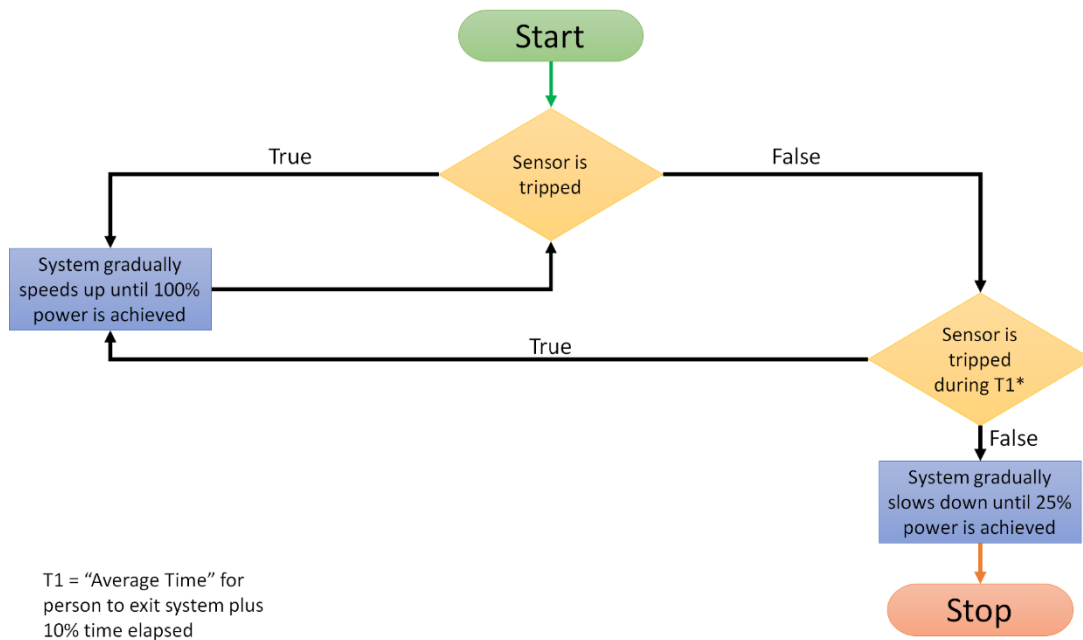 Start
Sensor is
tripped
True
False
System gradually
speeds up until 100%
power is achieved
True
Sensor is
tripped
during T1*
False
System gradually
slows down until 25%
power is achieved
Stop
T1 = “Average Time” for
person to exit system plus
10% time elapsed